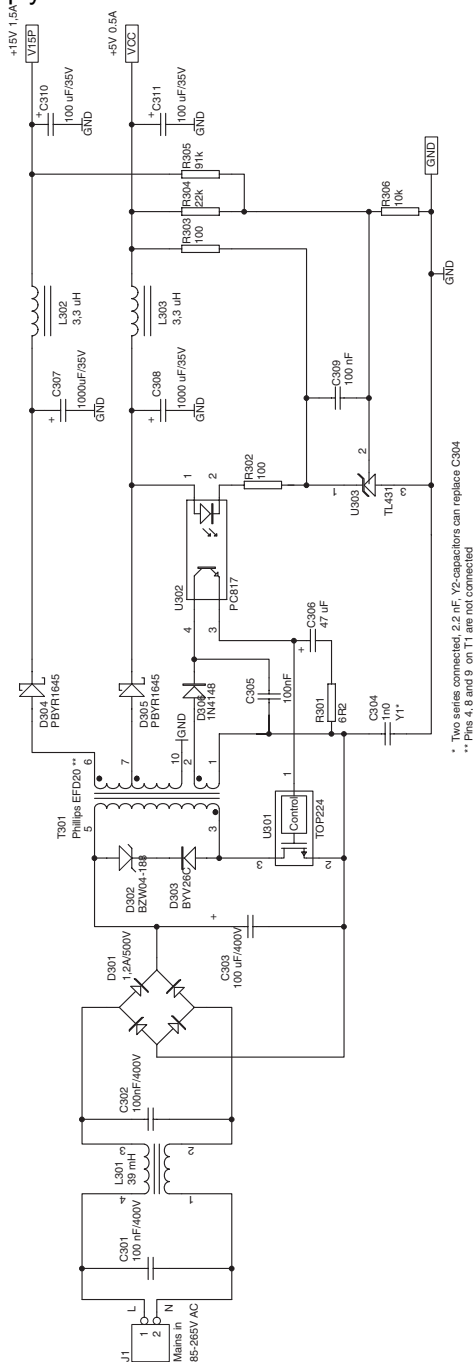 ply
J1
1
2
L
N
Mains in
85-265V AC
C301
100 nF/400V
L301
39 mH
4
3
1
2
C302
100nF/400V
D301
1,2A/500V
C303
100 uF/400V
+
D302
BZW04-188
D303
BYV26C
T301
Phillips EFD20 **
5
3
6
7
10
2
1
GND
U301
Control
TOP224
1
3
2
D304
PBYR1645
D305
PBYR1645
D306
1N4148
C305
100nF
R301
6R2
+
C306
47 uF
C304
1n0
Y1*
U302
PC817
1
2
4
3
R302
100
U303
TL431
1
2
3
C309
100 nF
+
C307
1000uF/35V
GND
+
C308
1000 uF/35V
GND
L302
3,3 uH
L303
3,3 uH
R303
100
R304
22k
R305
91k
R306
10k
+
C310
100 uF/35V
GND
+
C311
100 uF/35V
GND
+15V 1,5A
V15P
+5V 0.5A
VCC
GND
GND
* Two series connected, 2.2 nF, Y2-capacitors can replace C304
** Pins 4, 8 and 9 on T1 are not connected